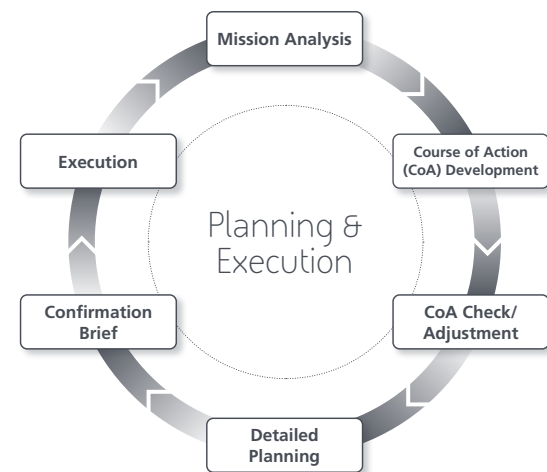 Mission Analysis
Course of Action
(CoA) Development
CoA Check/
Adjustment
Detailed
Planning
Confirmation
Brief
Execution
Planning &
Execution